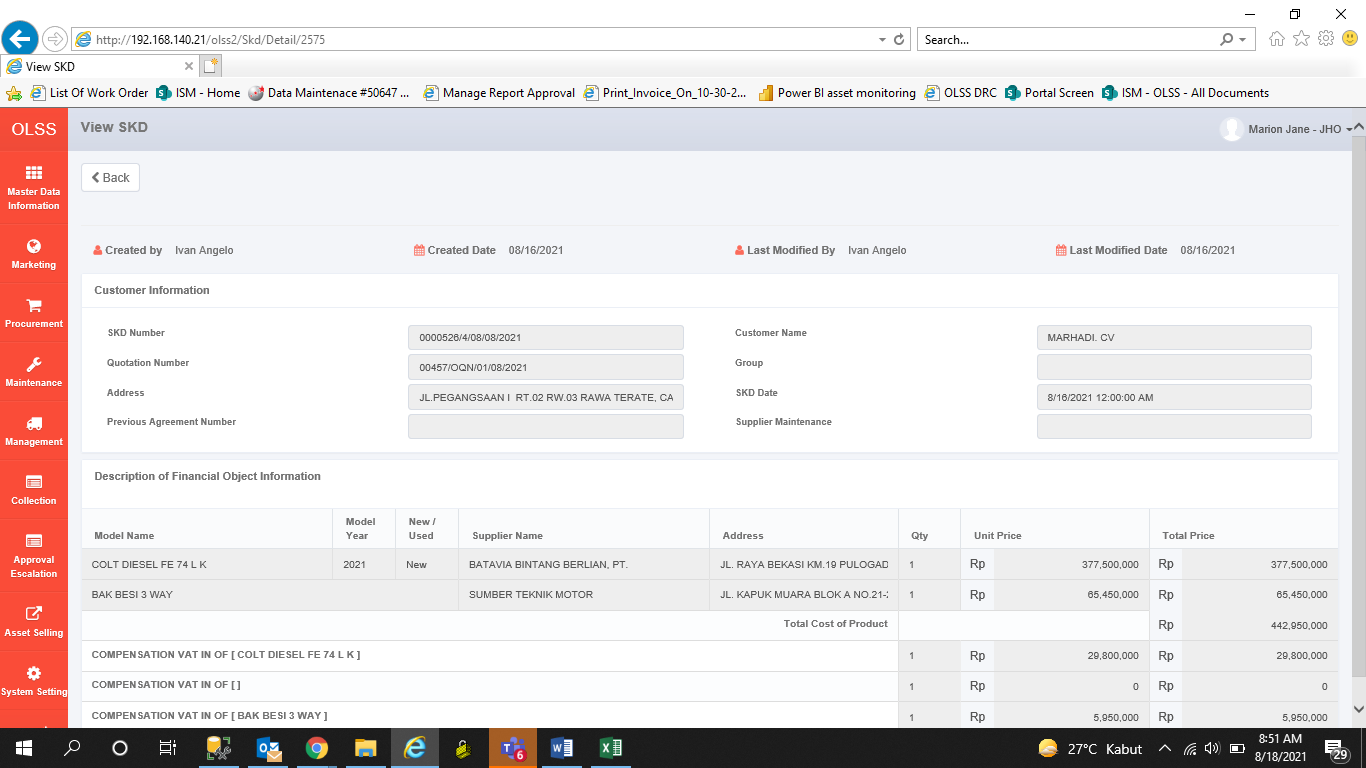 http://192.168.140.21/olss2/Skd/Detail/2575
Search...
View SKD
List Of Work Order
ISM - Home
Data Maintenace #50647 ...
Manage Report Approval
Print_Invoice_On_10-30-2...
Power BI asset monitoring
OLSS DRC
Portal Screen
ISM - OLSS - All Documents
OLSS
View SKD
Marion Jane - JHO
Master Data
Information
Marketing
Procurement
Maintenance
Management
Collection
Approval
Escalation
Asset Selling
System Setting
Back
Created by Ivan Angelo
Created Date 08/16/2021
Last Modified By Ivan Angelo
Last Modified Date 08/16/2021
Customer Information
SKD Number 0000526/4/08/08/2021
Customer Name MARHADI. CV
Quotation Number 00457/OQN/01/08/2021
Group
Address JL.PEGANGSAAN I RT.02 RW.03 RAWA TERATE, CA
SKD Date 8/16/2021 12:00:00 AM
Previous Agreement Number
Supplier Maintenance
Description of Financial Object Information
Model Name Model Year New / Used Supplier Name Address Qty Unit Price Total Price
COLT DIESEL FE 74 L K 2021 New BATAVIA BINTANG BERLIAN, PT. JL. RAYA BEKASI KM.19 PULOGAD 1 Rp 377,500,000 Rp 377,500,000
BAK BESI 3 WAY SUMBER TEKNIK MOTOR JL. KAPUK MUARA BLOK A NO.21-2 1 Rp 65,450,000 Rp 65,450,000
Total Cost of Product Rp 442,950,000
COMPENSATION VAT IN OF [ COLT DIESEL FE 74 L K ] 1 Rp 29,800,000 Rp 29,800,000
COMPENSATION VAT IN OF [ ] 1 Rp 0 Rp 0
COMPENSATION VAT IN OF [ BAK BESI 3 WAY ] 1 Rp 5,950,000 Rp 5,950,000
6
27°C Kabut
8:51 AM
8/18/2021
29